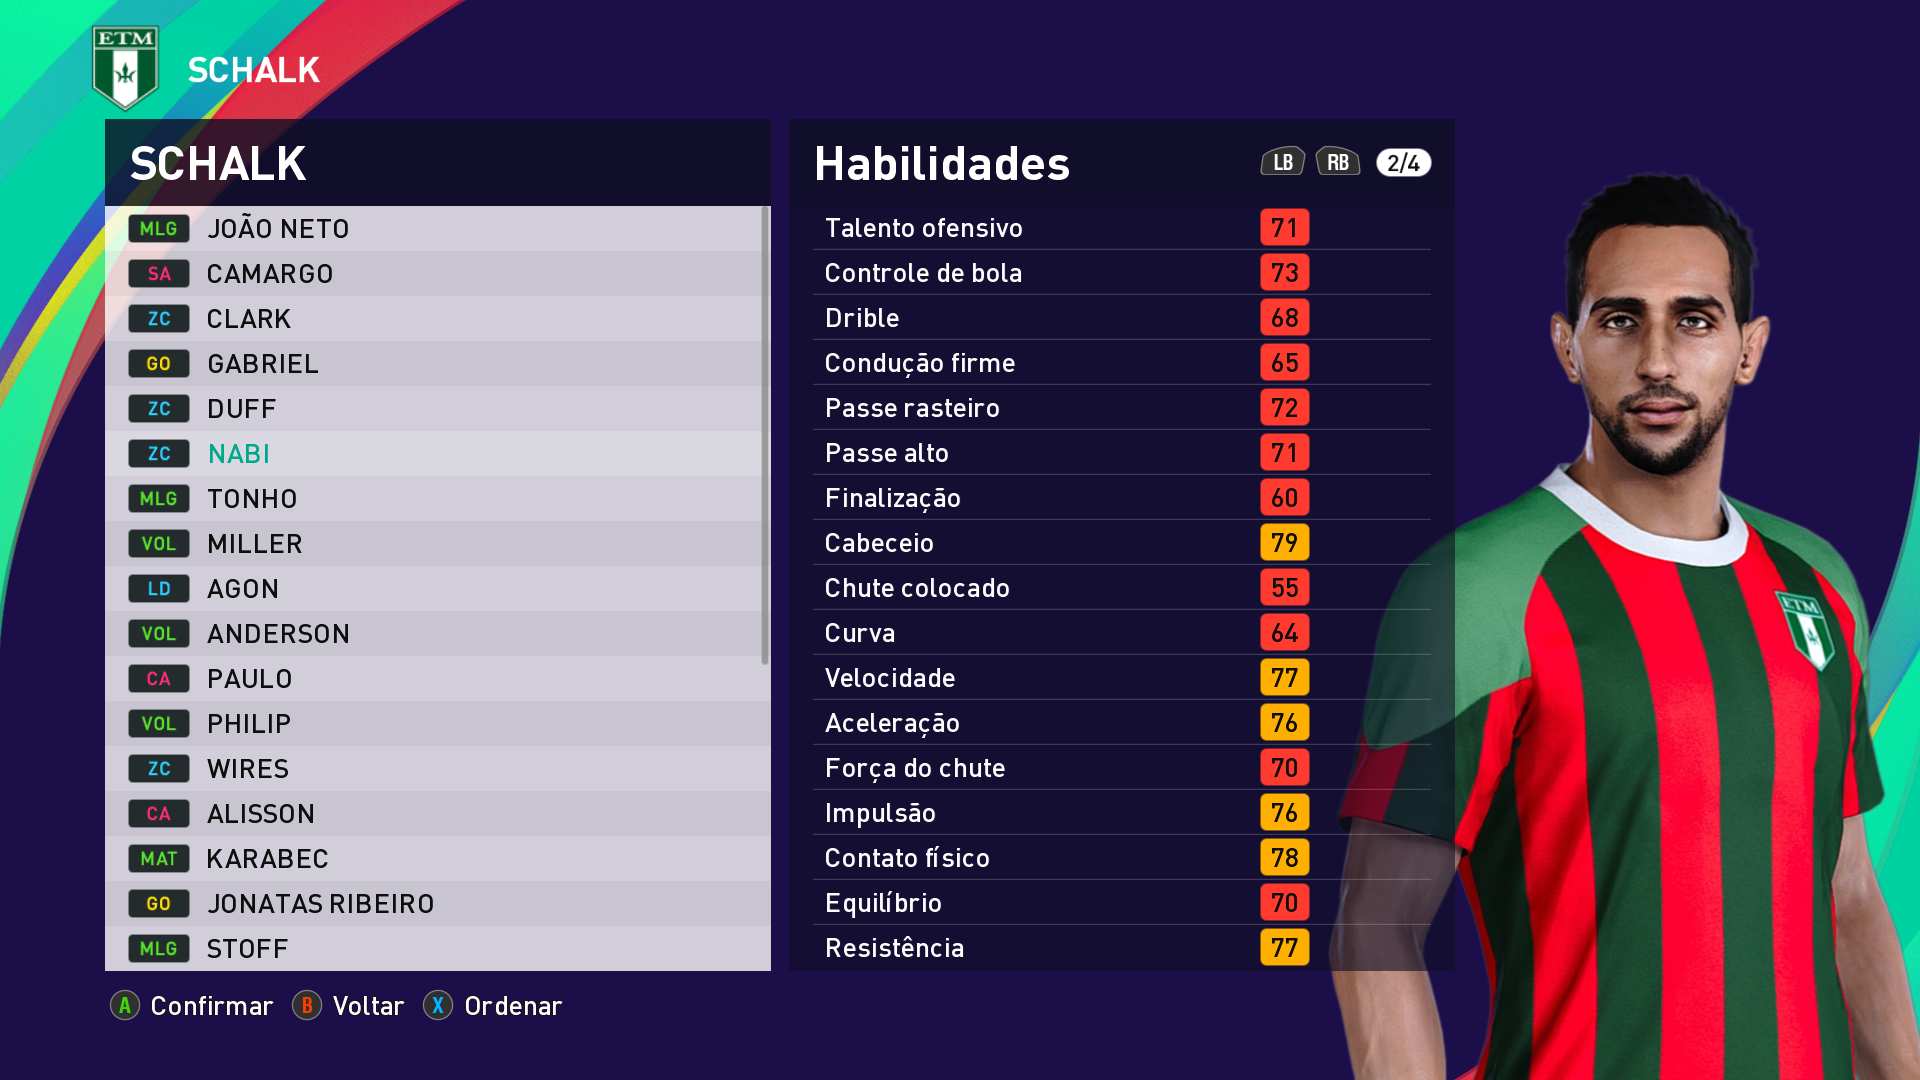 ETM
SCHALK
SCHALK
MLG JOÃO NETO
SA CAMARGO
ZC CLARK
GO GABRIEL
ZC DUFF
ZC NABI
MLG TONHO
VOL MILLER
LD AGON
VOL ANDERSON
CA PAULO
VOL PHILIP
ZC WIRES
CA ALISSON
MAT KARABEC
GO JONATAS RIBEIRO
MLG STOFF
Habilidades LB RB 2/4
Talento ofensivo 71
Controle de bola 73
Drible 68
Condução firme 65
Passe rasteiro 72
Passe alto 71
Finalização 60
Cabeceio 79
Chute colocado 55
Curva 64
Velocidade 77
Aceleração 76
Força do chute 70
Impulsão 76
Contato físico 78
Equilíbrio 70
Resistência 77
ETM
A Confirmar B Voltar X Ordenar